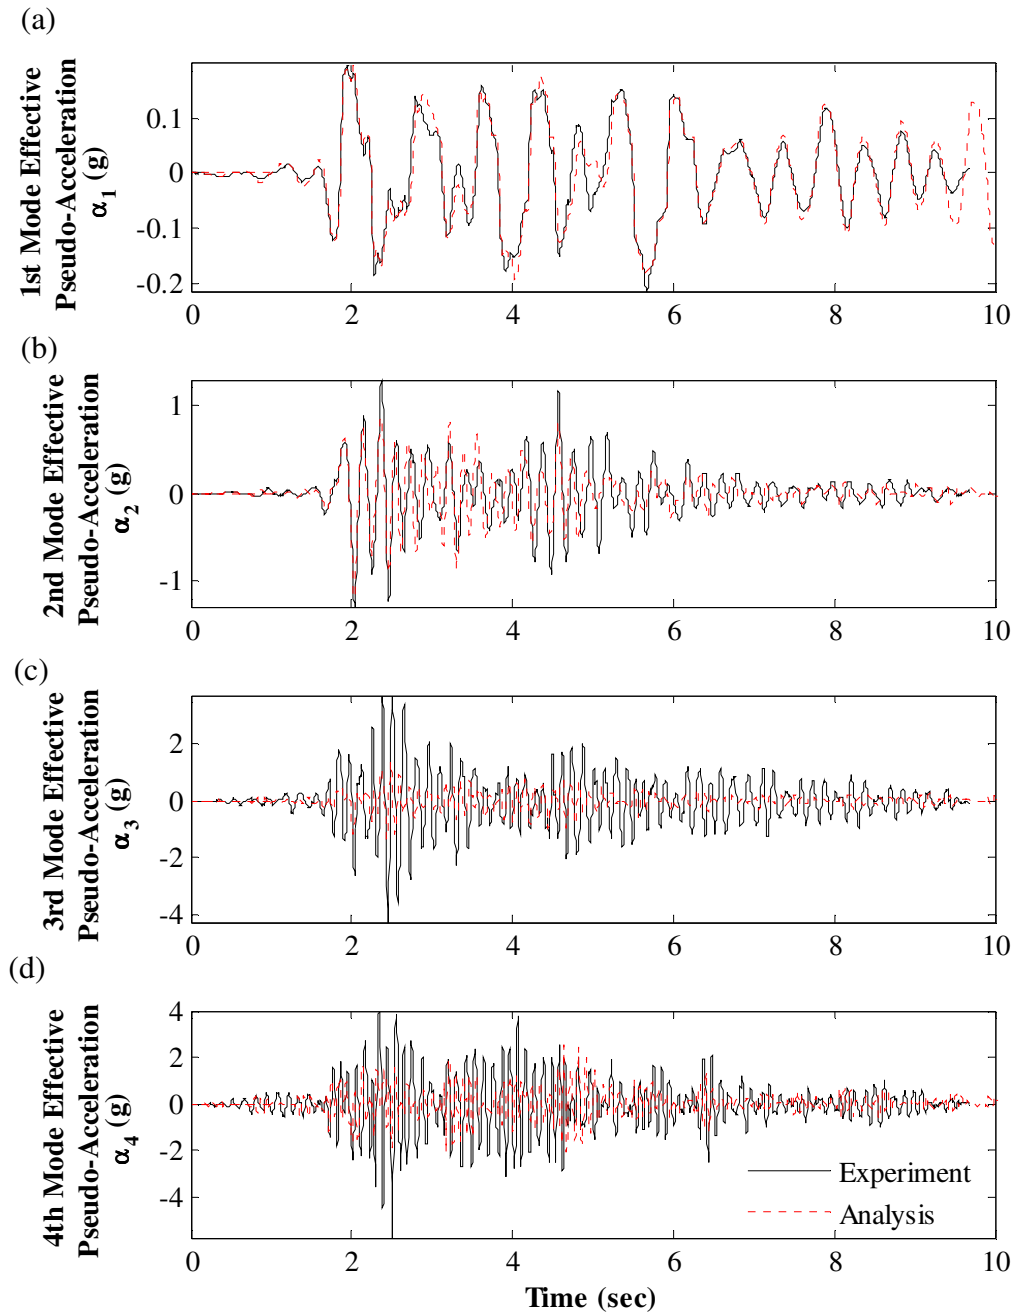 (a)
1st Mode Effective
Pseudo-Acceleration
α1 (g)
0.1
0
-0.1
-0.2
0 2 4 6 8 10
(b)
2nd Mode Effective
Pseudo-Acceleration
α2 (g)
1
0
-1
0 2 4 6 8 10
(c)
3rd Mode Effective
Pseudo-Acceleration
α3 (g)
2
0
-2
-4
0 2 4 6 8 10
(d)
4th Mode Effective
Pseudo-Acceleration
α4 (g)
4
2
0
-2
-4
Experiment
Analysis
0 2 4 6 8 10
Time (sec)